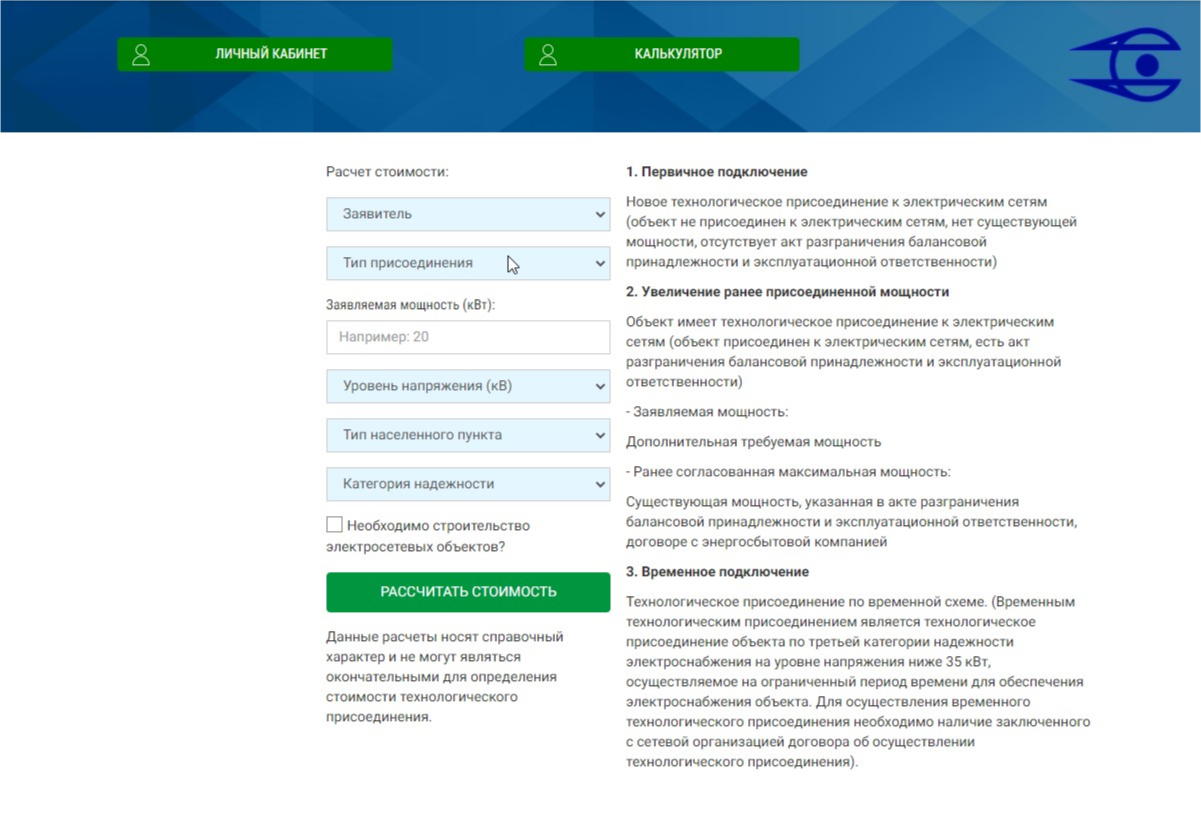 ЛИЧНЫЙ КАБИНЕТ
КАЛЬКУЛЯТОР
Расчет стоимости:
Заявитель
Тип присоединения
Заявляемая мощность (кВт):
Например: 20
Уровень напряжения (кВ)
Тип населенного пункта
Категория надежности
Необходимо строительство
электросетевых объектов?
РАССЧИТАТЬ СТОИМОСТЬ
Данные расчеты носят справочный
характер и не могут являться
окончательными для определения
стоимости технологического
присоединения.
1. Первичное подключение
Новое технологическое присоединение к электрическим сетям
(объект не присоединен к электрическим сетям, нет существующей
мощности, отсутствует акт разграничения балансовой
принадлежности и эксплуатационной ответственности)
2. Увеличение ранее присоединенной мощности
Объект имеет технологическое присоединение к электрическим
сетям (объект присоединен к электрическим сетям, есть акт
разграничения балансовой принадлежности и эксплуатационной
ответственности)
- Заявляемая мощность:
Дополнительная требуемая мощность
- Ранее согласованная максимальная мощность:
Существующая мощность, указанная в акте разграничения
балансовой принадлежности и эксплуатационной ответственности,
договоре с энергосбытовой компанией
3. Временное подключение
Технологическое присоединение по временной схеме. (Временным
технологическим присоединением является технологическое
присоединение объекта по третьей категории надежности
электроснабжения на уровне напряжения ниже 35 кВт,
осуществляемое на ограниченный период времени для обеспечения
электроснабжения объекта. Для осуществления временного
технологического присоединения необходимо наличие заключенного
с сетевой организацией договора об осуществлении
технологического присоединения).